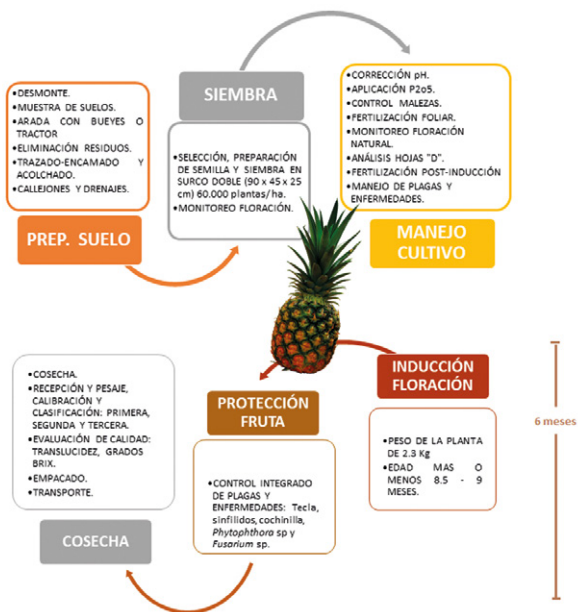 •DESMONTE.
•MUESTRA DE SUELOS.
•ARADA CON BUEYES O
TRACTOR
•ELIMINACIÓN RESIDUOS.
•TRAZADO-ENCAMADO Y
ACOLCHADO.
•CALLEJONES Y DRENAJES.
PREP. SUELO
SIEMBRA
•SELECCIÓN, PREPARACIÓN
DE SEMILLA Y SIEMBRA EN
SURCO DOBLE (90 x 45 x 25
cm) 60.000 plantas/ha.
•MONITOREO FLORACIÓN.
•CORRECCIÓN pH.
•APLICACIÓN P2o5.
•CONTROL MALEZAS.
•FERTILIZACIÓN FOLIAR.
•MONITOREO FLORACIÓN
NATURAL.
•ANÁLISIS HOJAS "D".
•FERTILIZACIÓN POST-INDUCCIÓN
•MANEJO DE PLAGAS Y
ENFERMEDADES.
MANEJO
CULTIVO
INDUCCIÓN
FLORACIÓN
•PESO DE LA PLANTA
DE 2.3 Kg
•EDAD MAS O
MENOS 8.5 - 9
MESES.
6 meses
PROTECCIÓN
FRUTA
•CONTROL INTEGRADO
DE PLAGAS Y
ENFERMEDADES: Tecla,
sinfilidos, cochinilla,
Phytophthora sp y
Fusarium sp.
•COSECHA.
•RECEPCIÓN Y PESAJE,
CALIBRACIÓN Y
CLASIFICACIÓN: PRIMERA,
SEGUNDA Y TERCERA.
•EVALUACIÓN DE CALIDAD:
TRANSLUCIDEZ, GRADOS
BRIX.
•EMPACADO.
•TRANSPORTE.
COSECHA